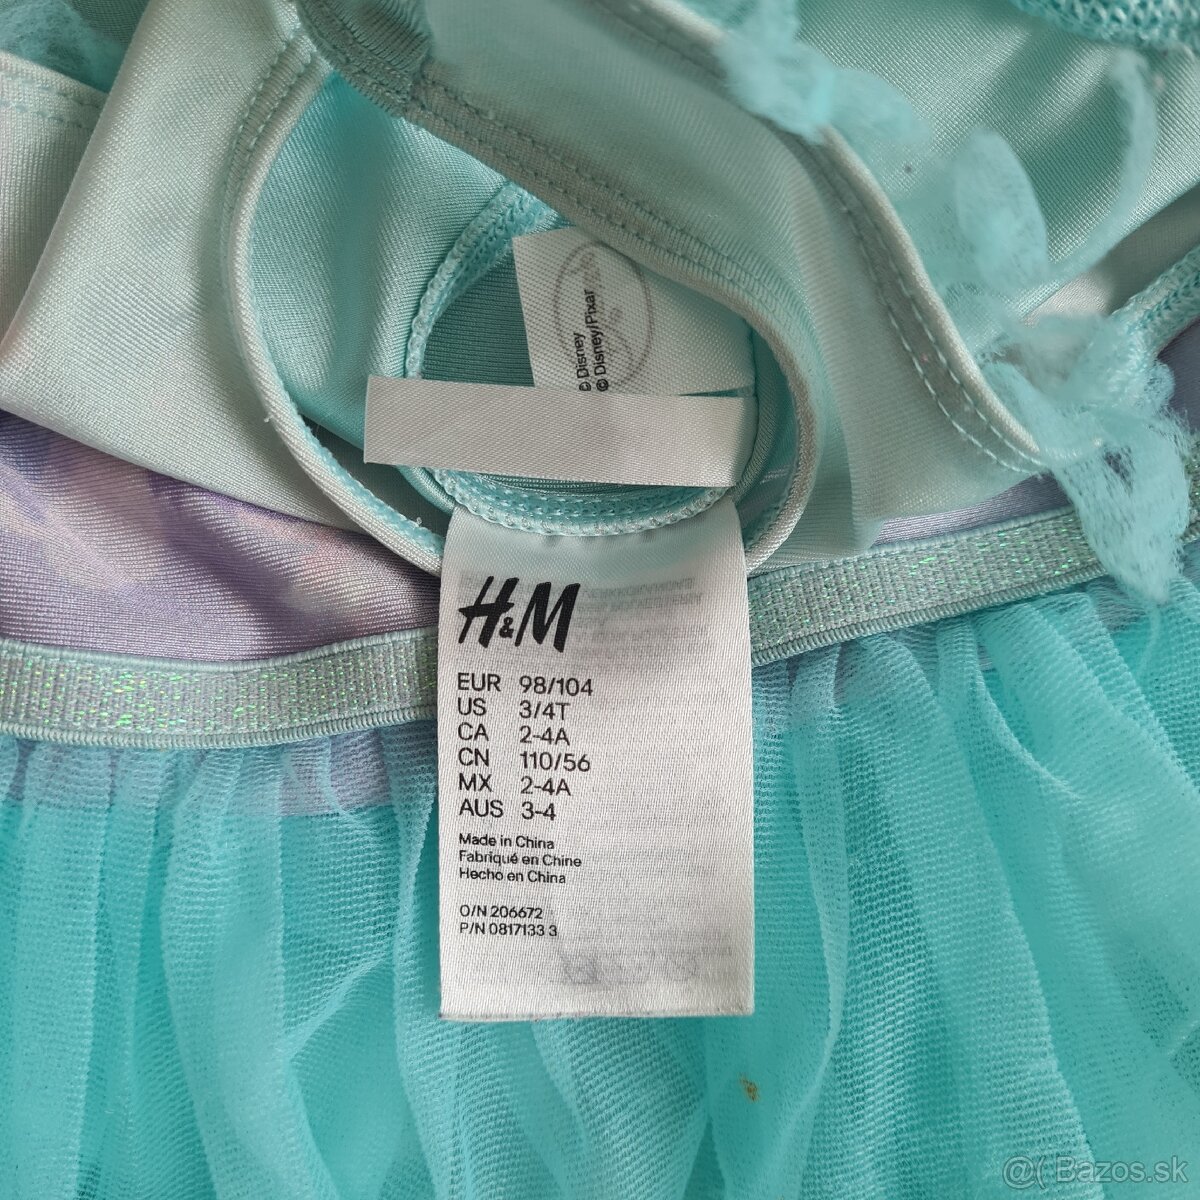 © Disney
© Disney/Pixar
H&M
EUR 98/104
US 3/4T
CA 2-4A
CN 110/56
MX 2-4A
AUS 3-4
Made in China
Fabriqué en Chine
Hecho en China
O/N 206672
P/N 0817133 3
@( Bazos.sk